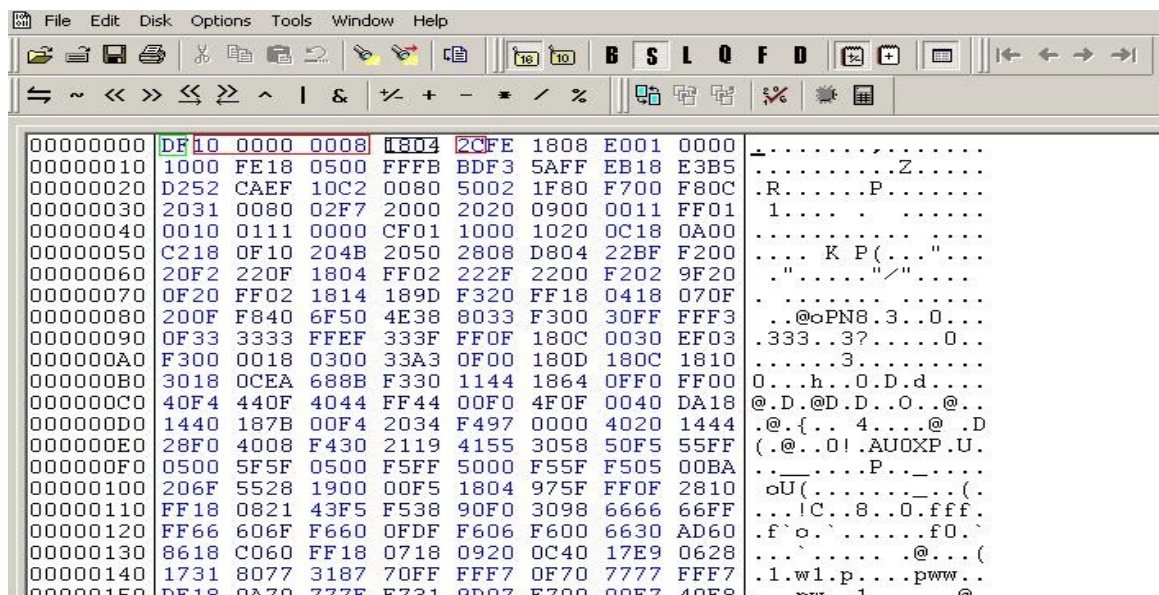 File Edit Disk Options Tools Window Help
B S L Q F D
& +/- + - * / %
00000000 DF10 0000 0008 1804 2CFE 1808 E001 0000 ........,.......
00000010 1000 FE18 0500 FFFB BDF3 5AFF EB18 E3B5 ..........Z.....
00000020 D252 CAEF 10C2 0080 5002 1F80 F700 F80C .R......P.......
00000030 2031 0080 02F7 2000 2020 0900 0011 FF01  1.... .  ......
00000040 0010 0111 0000 CF01 1000 1020 0C18 0A00 ........... ....
00000050 C218 0F10 204B 2050 2808 D804 22BF F200 .... K P(..."...
00000060 20F2 220F 1804 FF02 222F 2200 F202 9F20  ."....."/".... 
00000070 0F20 FF02 1814 189D F320 FF18 0418 070F . ....... ......
00000080 200F F840 6F50 4E38 8033 F300 30FF FFF3  ..@oPN8.3..0...
00000090 0F33 3333 FFEF 333F FF0F 180C 0030 EF03 .333..3?.....0..
000000A0 F300 0018 0300 33A3 0F00 180D 180C 1810 ......3.........
000000B0 3018 0CEA 688B F330 1144 1864 0FF0 FF00 0...h..0.D.d....
000000C0 40F4 440F 4044 FF44 00F0 4F0F 0040 DA18 @.D.@D.D..O..@..
000000D0 1440 187B 00F4 2034 F497 0000 4020 1444 .@.{.. 4....@ .D
000000E0 28F0 4008 F430 2119 4155 3058 50F5 55FF (.@..0!.AU0XP.U.
000000F0 0500 5F5F 0500 F5FF 5000 F55F F505 00BA ..__....P.._....
00000100 206F 5528 1900 00F5 1804 975F FF0F 2810  oU(......._..(.
00000110 FF18 0821 43F5 F538 90F0 3098 6666 66FF ...!C..8..0.fff.
00000120 FF66 606F F660 0FDF F606 F600 6630 AD60 .f`o.`......f0.`
00000130 8618 C060 FF18 0718 0920 0C40 17E9 0628 ...`..... .@...(
00000140 1731 8077 3187 70FF FFF7 0F70 7777 FFF7 .1.w1.p....pww..